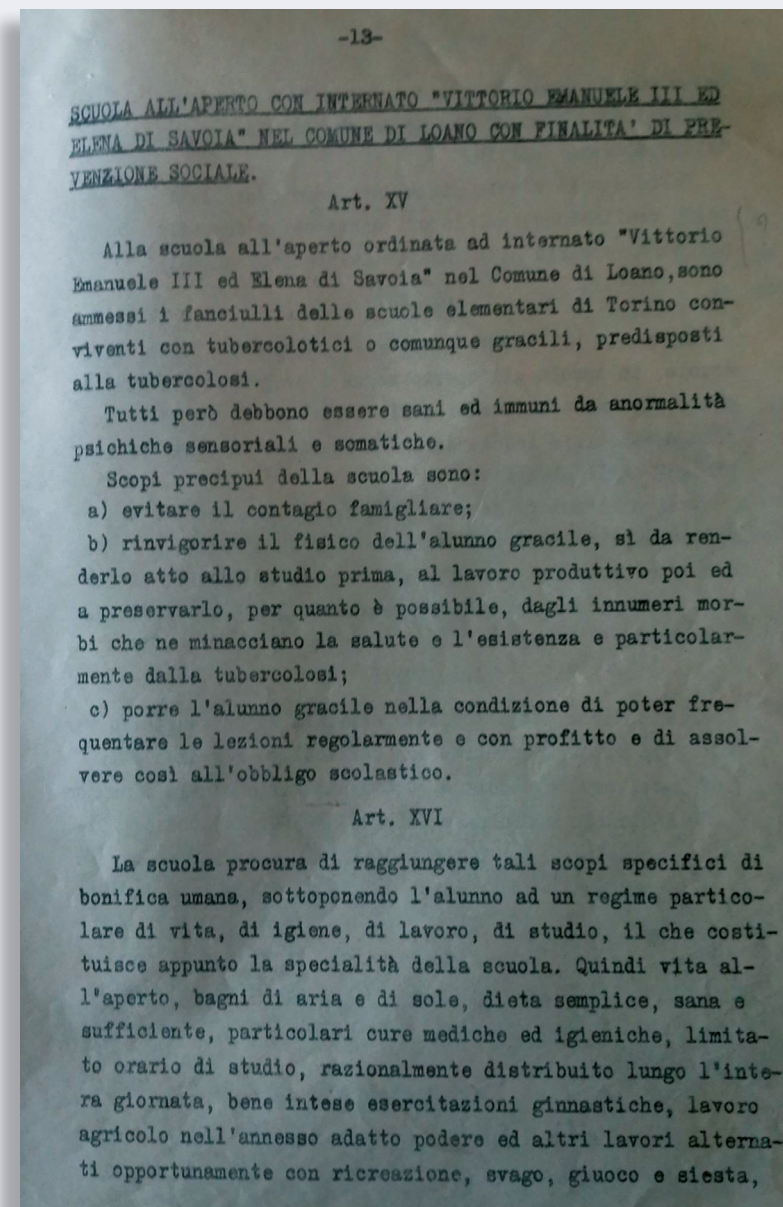 -13-
SCUOLA ALL'APERTO CON INTERNATO "VITTORIO EMANUELE III ED
ELENA DI SAVOIA" NEL COMUNE DI LOANO CON FINALITA' DI PRE-
VENZIONE SOCIALE.
Art. XV
Alla scuola all'aperto ordinata ad internato "Vittorio
Emanuele III ed Elena di Savoia" nel Comune di Loano,sono
ammessi i fanciulli delle scuole elementari di Torino con-
viventi con tubercolotici o comunque gracili, predisposti
alla tubercolosi.
Tutti però debbono essere sani ed immuni da anormalità
psichiche sensoriali e somatiche.
Scopi precipui della scuola sono:
a) evitare il contagio famigliare;
b) rinvigorire il fisico dell'alunno gracile, sì da ren-
derlo atto allo studio prima, al lavoro produttivo poi ed
a preservarlo, per quanto è possibile, dagli innumeri mor-
bi che ne minacciano la salute e l'esistenza e particolar-
mente dalla tubercolosi;
c) porre l'alunno gracile nella condizione di poter fre-
quentare le lezioni regolarmente e con profitto e di assol-
vere così all'obbligo scolastico.
Art. XVI
La scuola procura di raggiungere tali scopi specifici di
bonifica umana, sottoponendo l'alunno ad un regime partico-
lare di vita, di igiene, di lavoro, di studio, il che costi-
tuisce appunto la specialità della scuola. Quindi vita al-
l'aperto, bagni di aria e di sole, dieta semplice, sana e
sufficiente, particolari cure mediche ed igieniche, limita-
to orario di studio, razionalmente distribuito lungo l'inte-
ra giornata, bene intese esercitazioni ginnastiche, lavoro
agricolo nell'annesso adatto podere ed altri lavori alterna-
ti opportunamente con ricreazione, svago, giuoco e siesta,